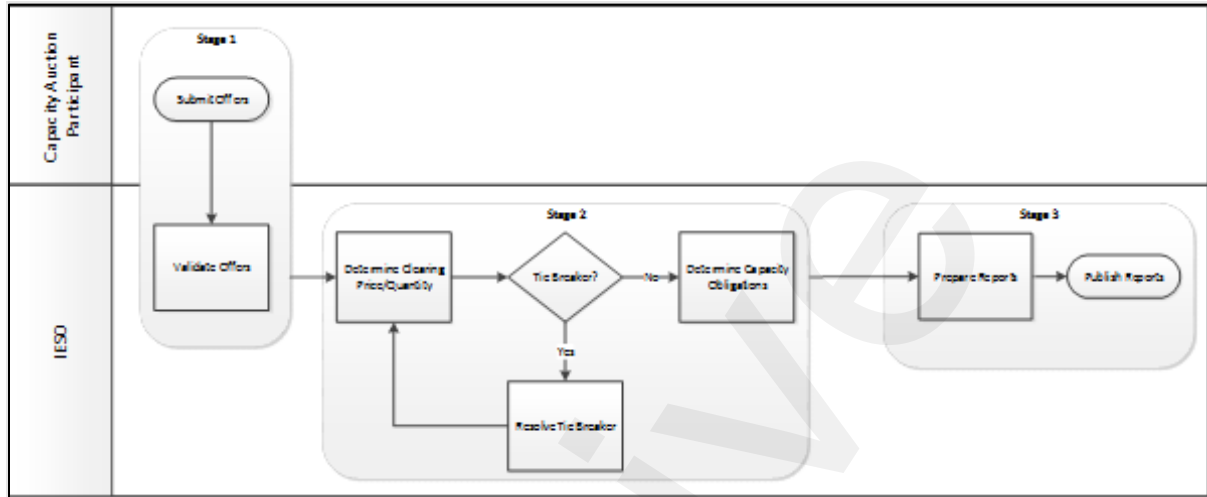 Capacity Auction
Participant
Stage 1
Submit Offers
IESO
Validate Offers
Stage 2
Determine Clearing
Price/Quantity
Tie Breaker?
No
Determine Capacity
Obligations
Yes
Resolve Tie Breaker
Stage 3
Prepare Reports
Publish Reports
ive